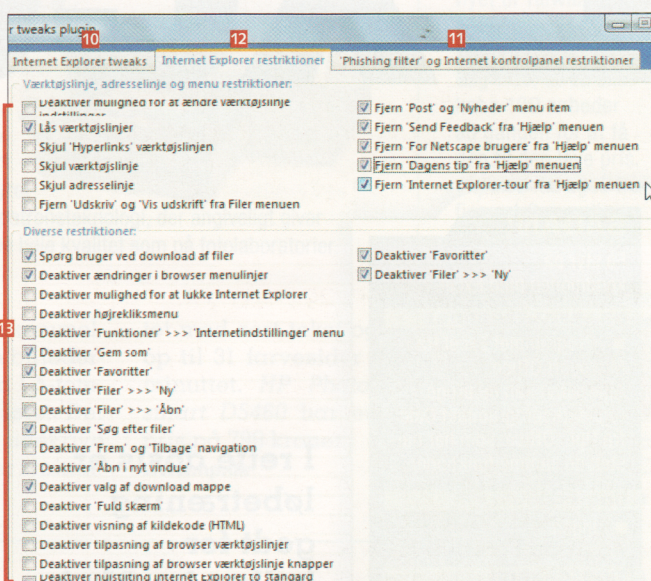 r tweaks plugin
10
12
11
Internet Explorer tweaks
Internet Explorer restriktioner
'Phishing filter' og Internet kontrolpanel restriktioner
Værktøjslinje, adresselinje og menu restriktioner:
Deaktiver mulighed for at ændre værktøjslinje
indstillinger
Lås værktøjslinjer
Skjul 'Hyperlinks' værktøjslinjen
Skjul værktøjslinje
Skjul adresselinje
Fjern 'Udskriv' og 'Vis udskrift' fra Filer menuen
Fjern 'Post' og 'Nyheder' menu item
Fjern 'Send Feedback' fra 'Hjælp' menuen
Fjern 'For Netscape brugere' fra 'Hjælp' menuen
Fjern 'Dagens tip' fra 'Hjælp' menuen
Fjern 'Internet Explorer-tour' fra 'Hjælp' menuen
Diverse restriktioner:
13
Spørg bruger ved download af filer
Deaktiver ændringer i browser menulinjer
Deaktiver mulighed for at lukke Internet Explorer
Deaktiver højrekliksmenu
Deaktiver 'Funktioner' >>> 'Internetindstillinger' menu
Deaktiver 'Gem som'
Deaktiver 'Favoritter'
Deaktiver 'Filer' >>> 'Ny'
Deaktiver 'Filer' >>> 'Åbn'
Deaktiver 'Søg efter filer'
Deaktiver 'Frem' og 'Tilbage' navigation
Deaktiver 'Åbn i nyt vindue'
Deaktiver valg af download mappe
Deaktiver 'Fuld skærm'
Deaktiver visning af kildekode (HTML)
Deaktiver tilpasning af browser værktøjslinjer
Deaktiver tilpasning af browser værktøjslinje knapper
Deaktiver nulstilling Internet Explorer to standard
Deaktiver 'Favoritter'
Deaktiver 'Filer' >>> 'Ny'